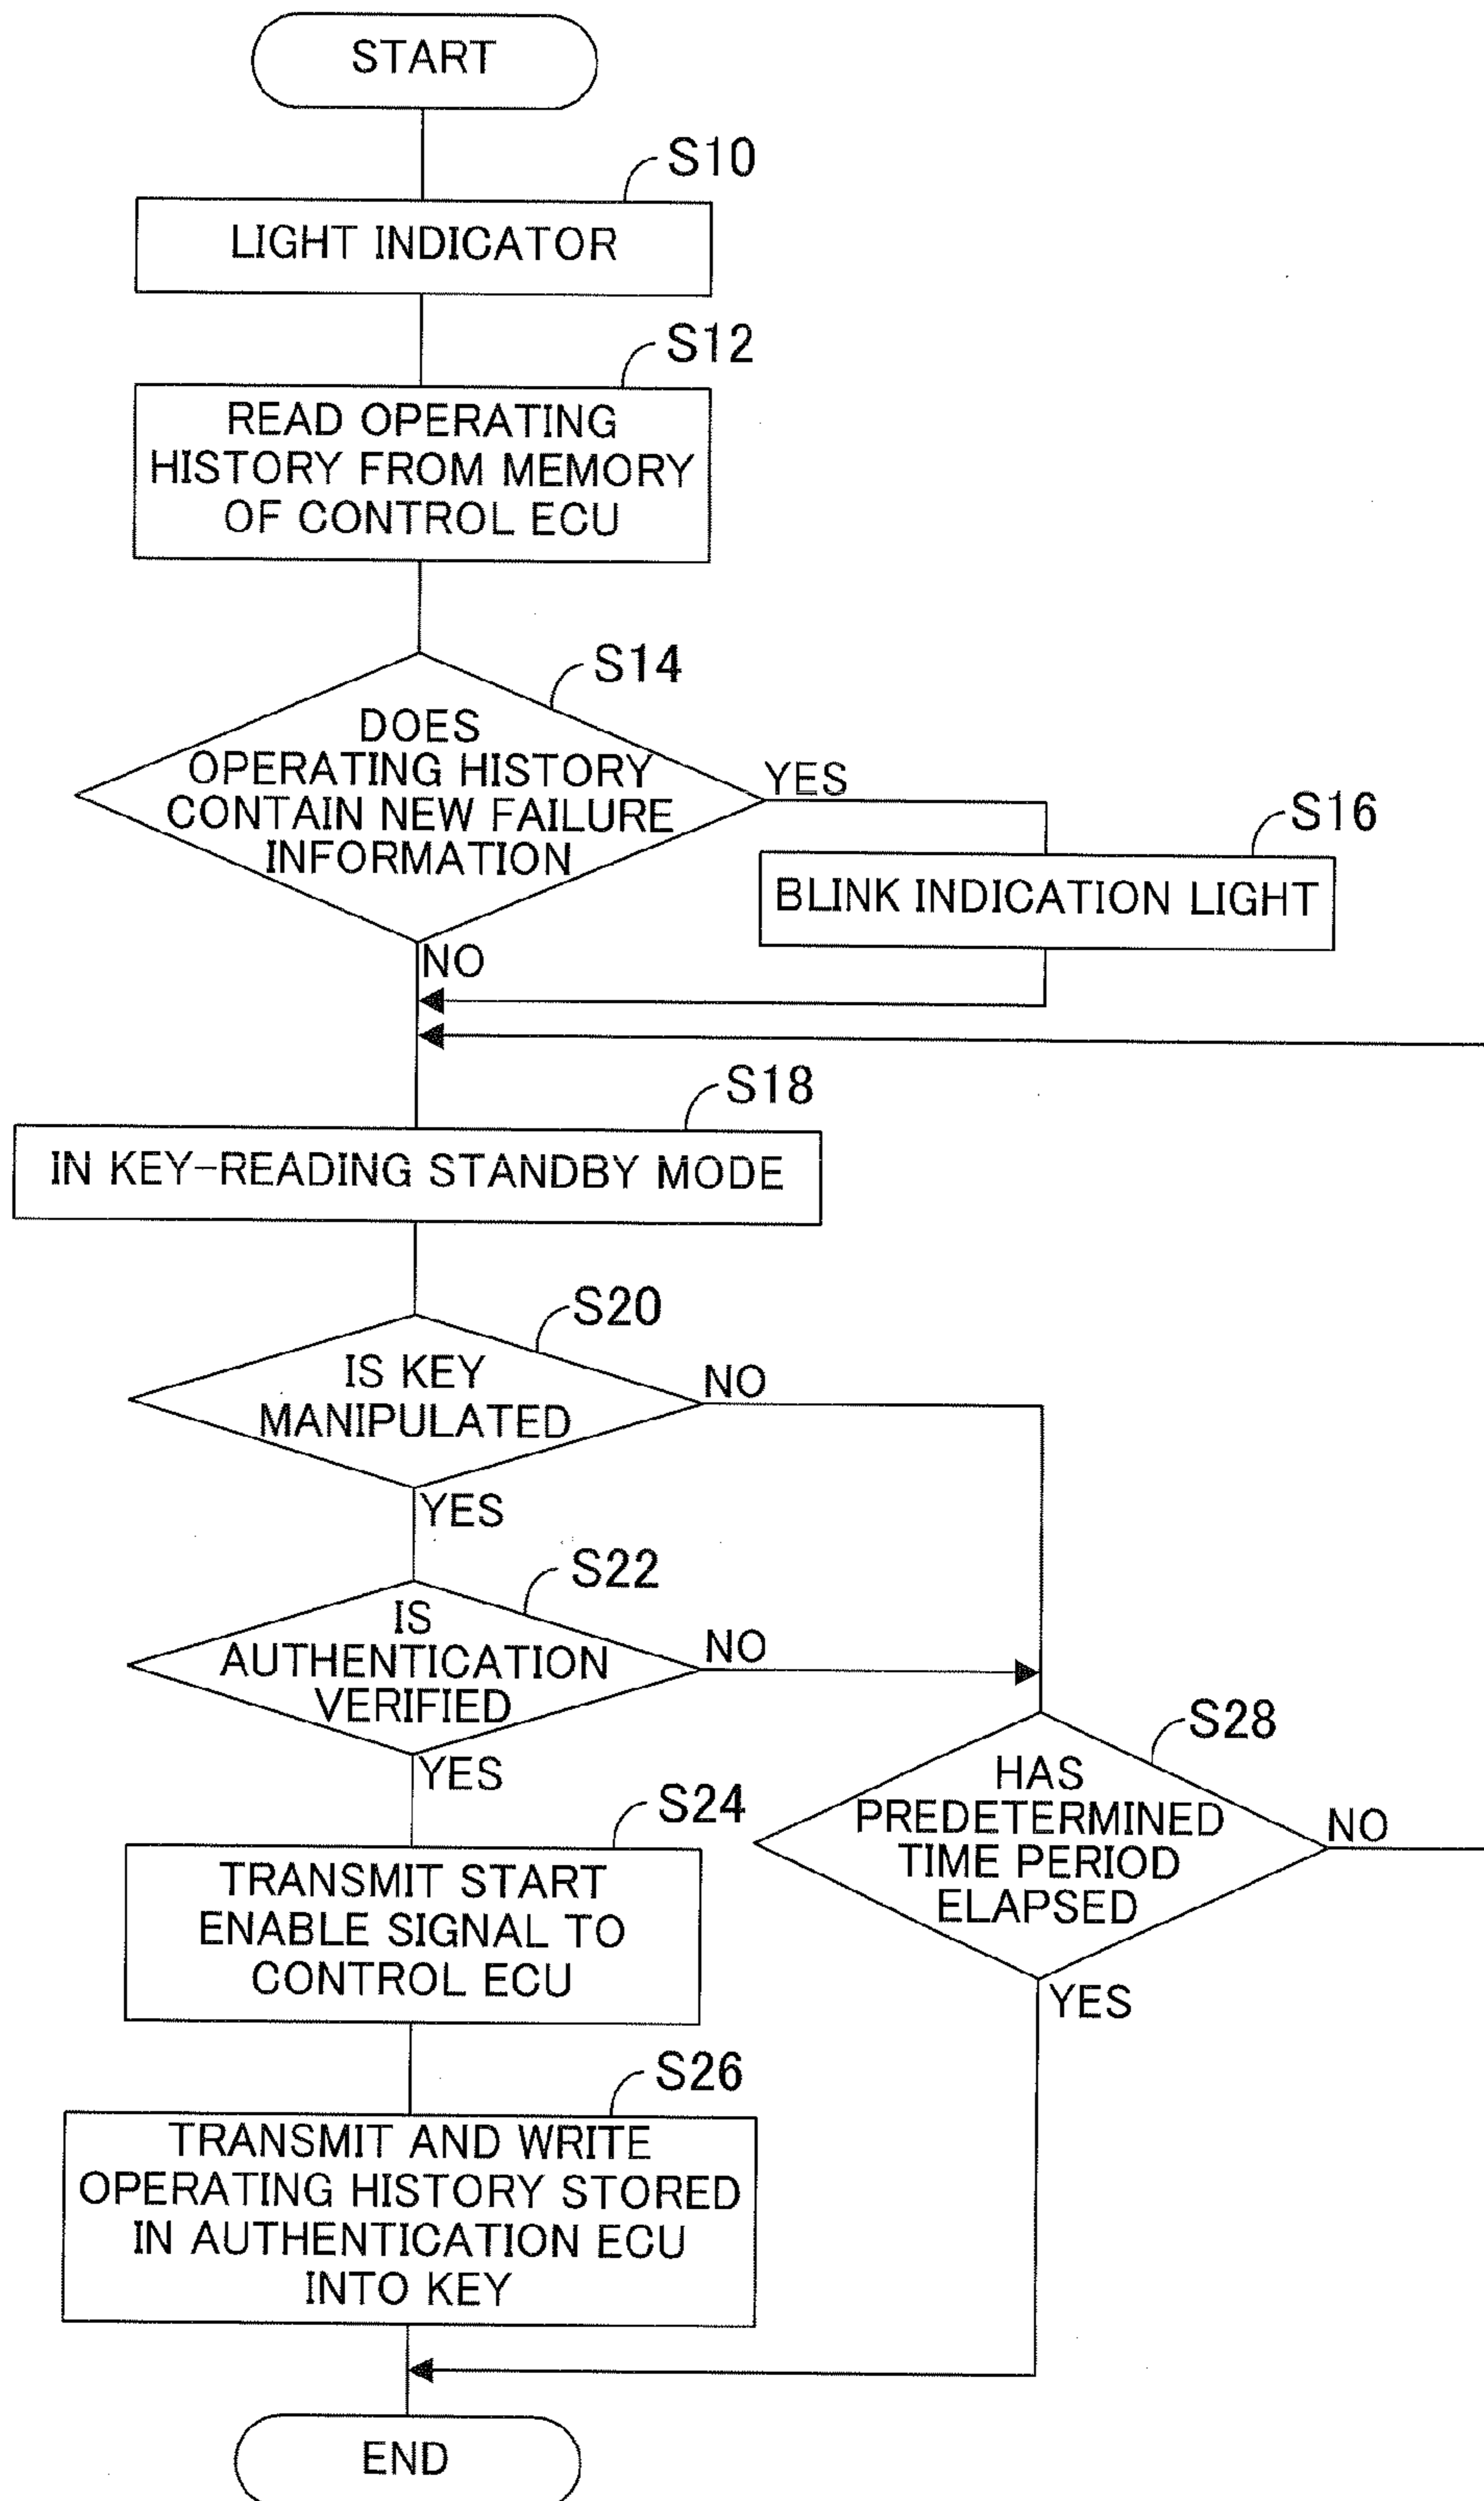 START
S10
LIGHT INDICATOR
S12
READ OPERATING
HISTORY FROM MEMORY
OF CONTROL ECU
S14
DOES
OPERATING HISTORY
CONTAIN NEW FAILURE
INFORMATION
YES
S16
BLINK INDICATION LIGHT
NO
S18
IN KEY-READING STANDBY MODE
S20
IS KEY
MANIPULATED
NO
YES
S22
IS
AUTHENTICATION
VERIFIED
NO
YES
S28
HAS
PREDETERMINED
TIME PERIOD
ELAPSED
NO
YES
S24
TRANSMIT START
ENABLE SIGNAL TO
CONTROL ECU
S26
TRANSMIT AND WRITE
OPERATING HISTORY STORED
IN AUTHENTICATION ECU
INTO KEY
END